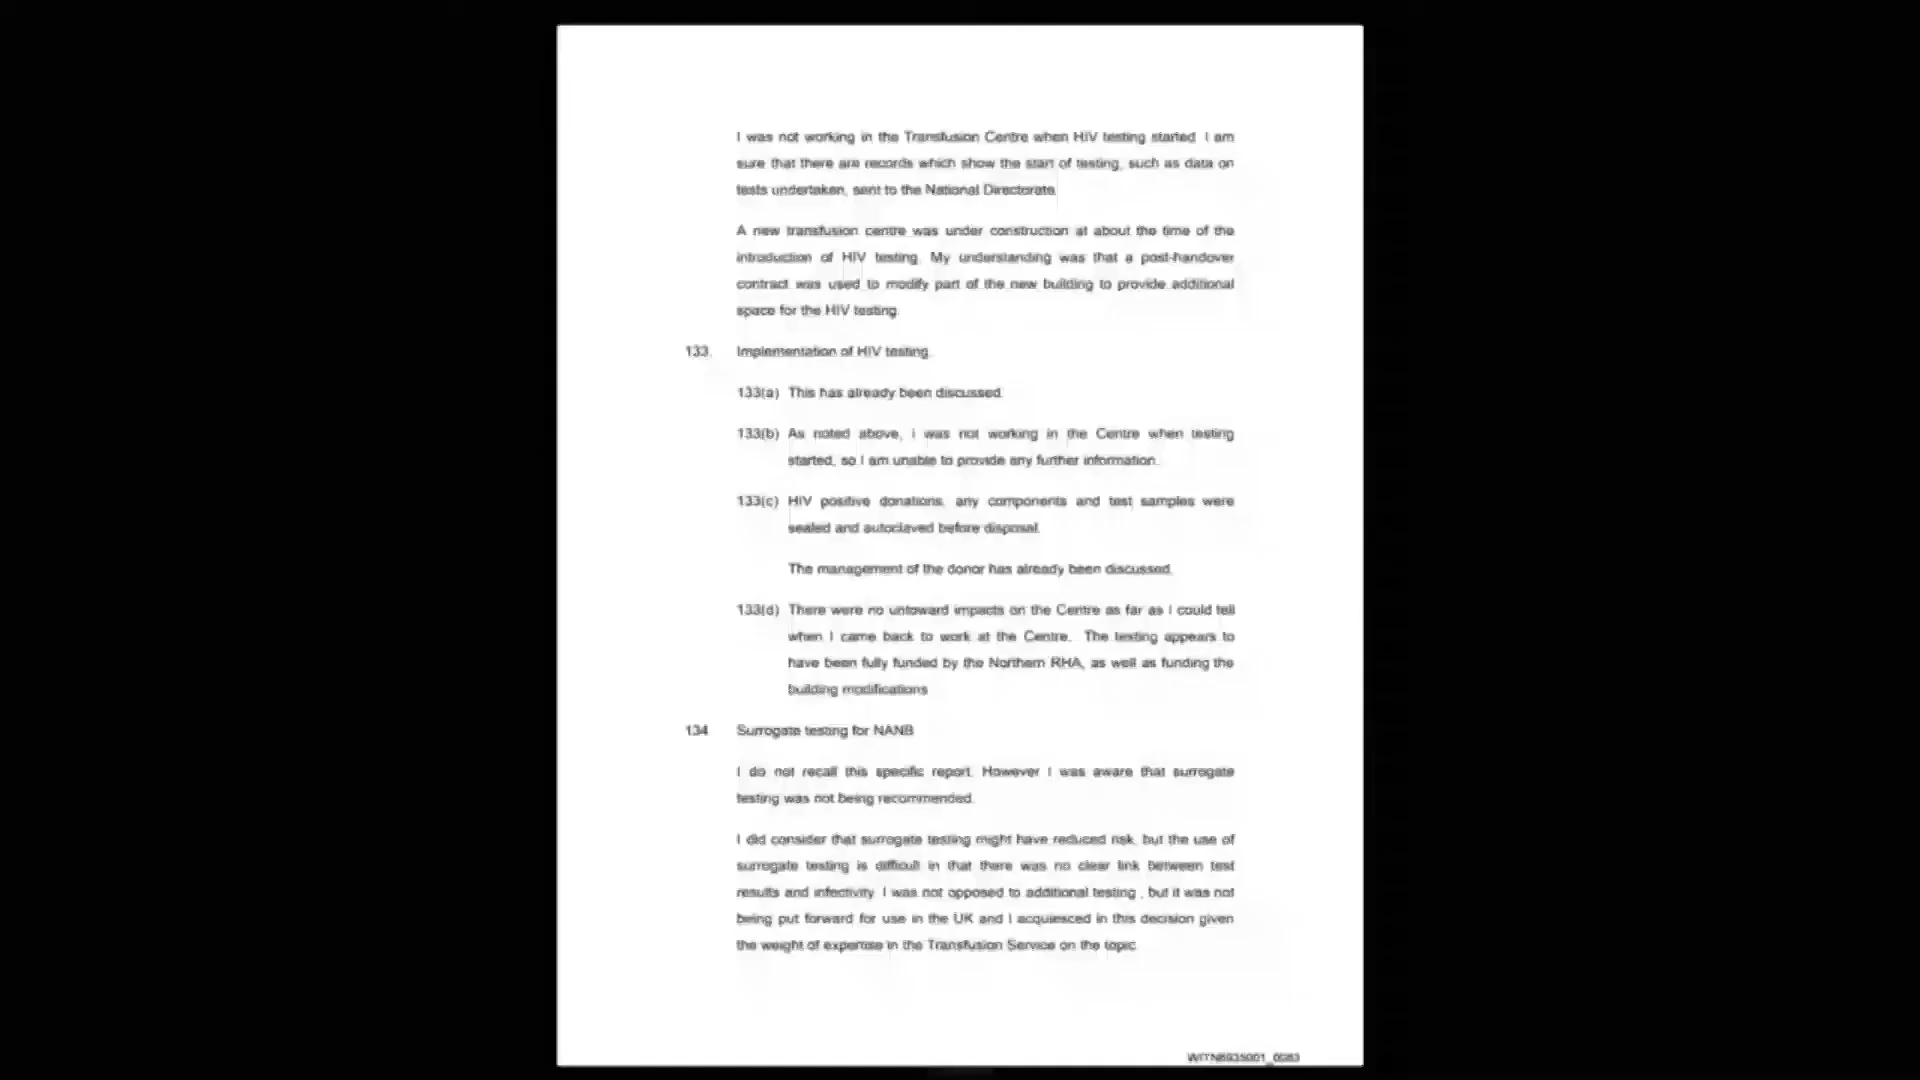 I was not working in the Transfusion Centre when HIV testing started. I am
sure that there are records which show the start of testing, such as data on
tests undertaken, sent to the National Directorate.
A new transfusion centre was under construction at about the time of the
introduction of HIV testing. My understanding was that a post-handover
contract was used to modify part of the new building to provide additional
space for the HIV testing.
133. Implementation of HIV testing.
133(a) This has already been discussed.
133(b) As noted above, I was not working in the Centre when testing
started, so I am unable to provide any further information.
133(c) HIV positive donations, any components and test samples were
sealed and autoclaved before disposal.
The management of the donor has already been discussed.
133(d) There were no untoward impacts on the Centre as far as I could tell
when I came back to work at the Centre. The testing appears to
have been fully funded by the Northern RHA, as well as funding the
building modifications
134 Surrogate testing for NANB
I do not recall this specific report. However I was aware that surrogate
testing was not being recommended.
I did consider that surrogate testing might have reduced risk, but the use of
surrogate testing is difficult in that there was no clear link between test
results and infectivity. I was not opposed to additional testing , but it was not
being put forward for use in the UK and I acquiesced in this decision given
the weight of expertise in the Transfusion Service on the topic.
WITN6935001_0083